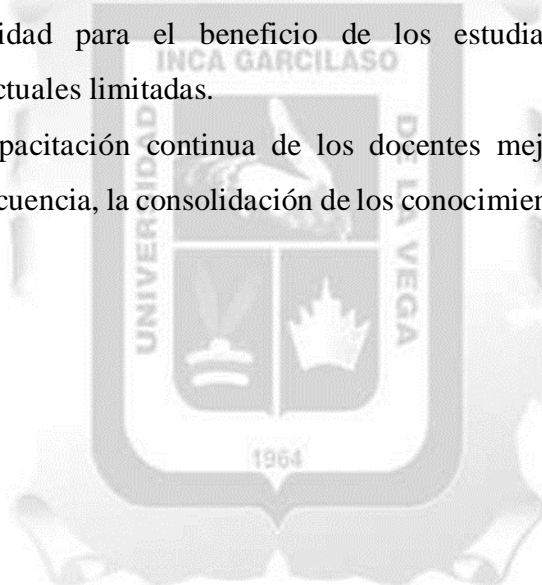 idad para el beneficio de los estudia
INCA GARCILASO
ctuales limitadas.
UNIVERSIDAD
DE LA VEGA
pacitación continua de los docentes mej
cuencia, la consolidación de los conocimien
1964